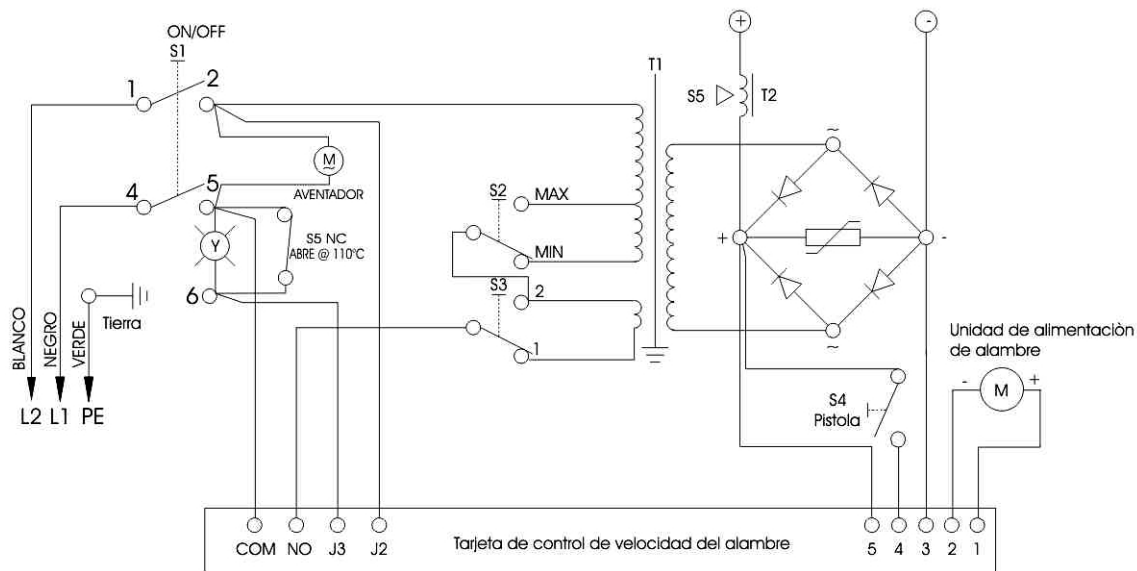 ON/OFF
S1
1
2
4
5
6
M
~
AVENTADOR
Y
S5 NC
ABRE @ 110°C
Tierra
BLANCO
NEGRO
VERDE
L2
L1
PE
S2
MAX
MIN
S3
2
1
T1
+
-
S5
T2
~
+
-
~
S4
Pistola
Unidad de alimentaciòn
de alambre
-
M
+
COM
NO
J3
J2
Tarjeta de control de velocidad del alambre
5
4
3
2
1